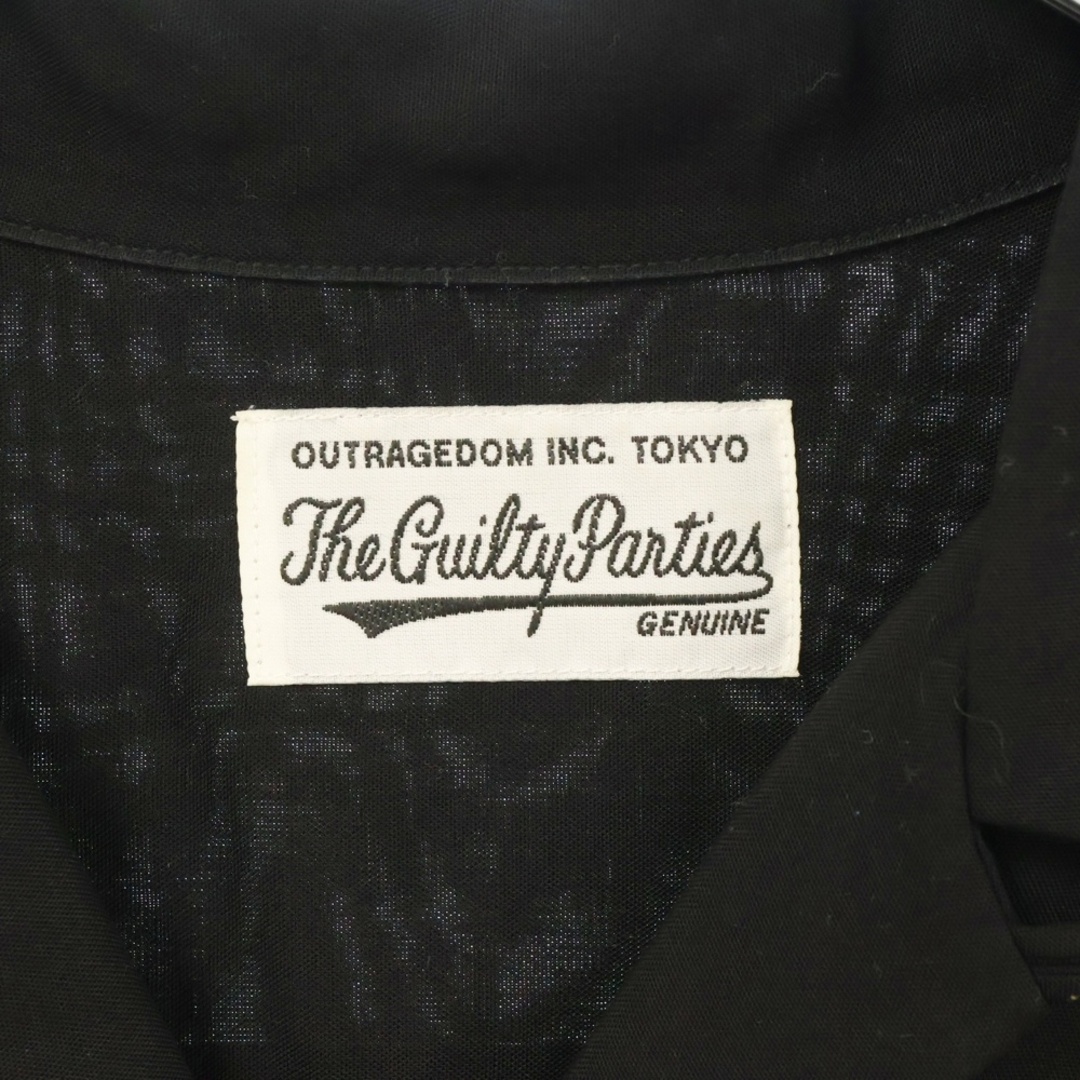 OUTRAGEDOM INC. TOKYO
The Guilty Parties
GENUINE